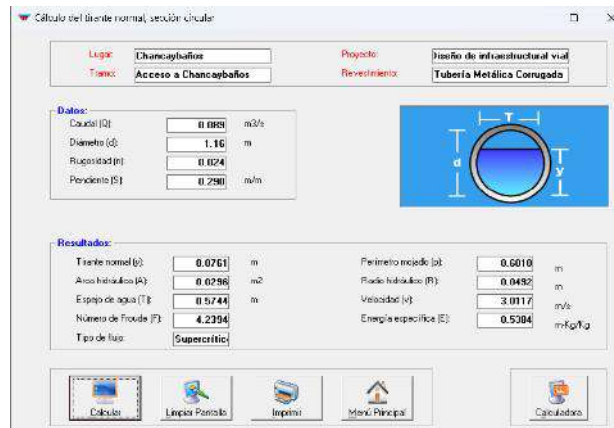 Cálculo del tirante normal, sección circular
Lugar: Chancaybaños Proyecto: Diseño de infraestructural vial
Tramo: Acceso a Chancaybaños Revestimiento: Tubería Metálica Corrugada
Datos:
Caudal (Q): 0.089 m3/s
Diámetro (d): 1.16 m
Rugosidad (n): 0.024
Pendiente (S): 0.290 m/m
T
d
y
Resultados:
Tirante normal (y): 0.0761 m Perímetro mojado (p): 0.6010 m
Area hidráulica (A): 0.0296 m2 Radio hidráulico (R): 0.0492 m
Espejo de agua (T): 0.5744 m Velocidad (v): 3.0117 m/s
Número de Froude (F): 4.2394 Energía específica (E): 0.5384 m-Kg/Kg
Tipo de flujo: Supercrític
Calcular Limpiar Pantalla Imprimir Menú Principal Calculadora